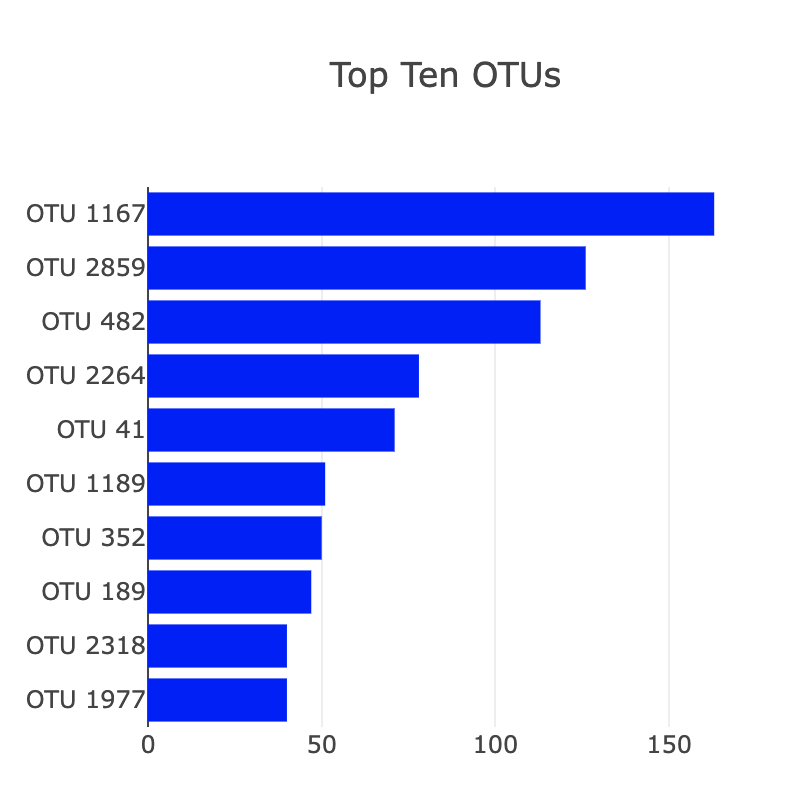 Top Ten OTUs
OTU 1167
OTU 2859
OTU 482
OTU 2264
OTU 41
OTU 1189
OTU 352
OTU 189
OTU 2318
OTU 1977
0 50 100 150